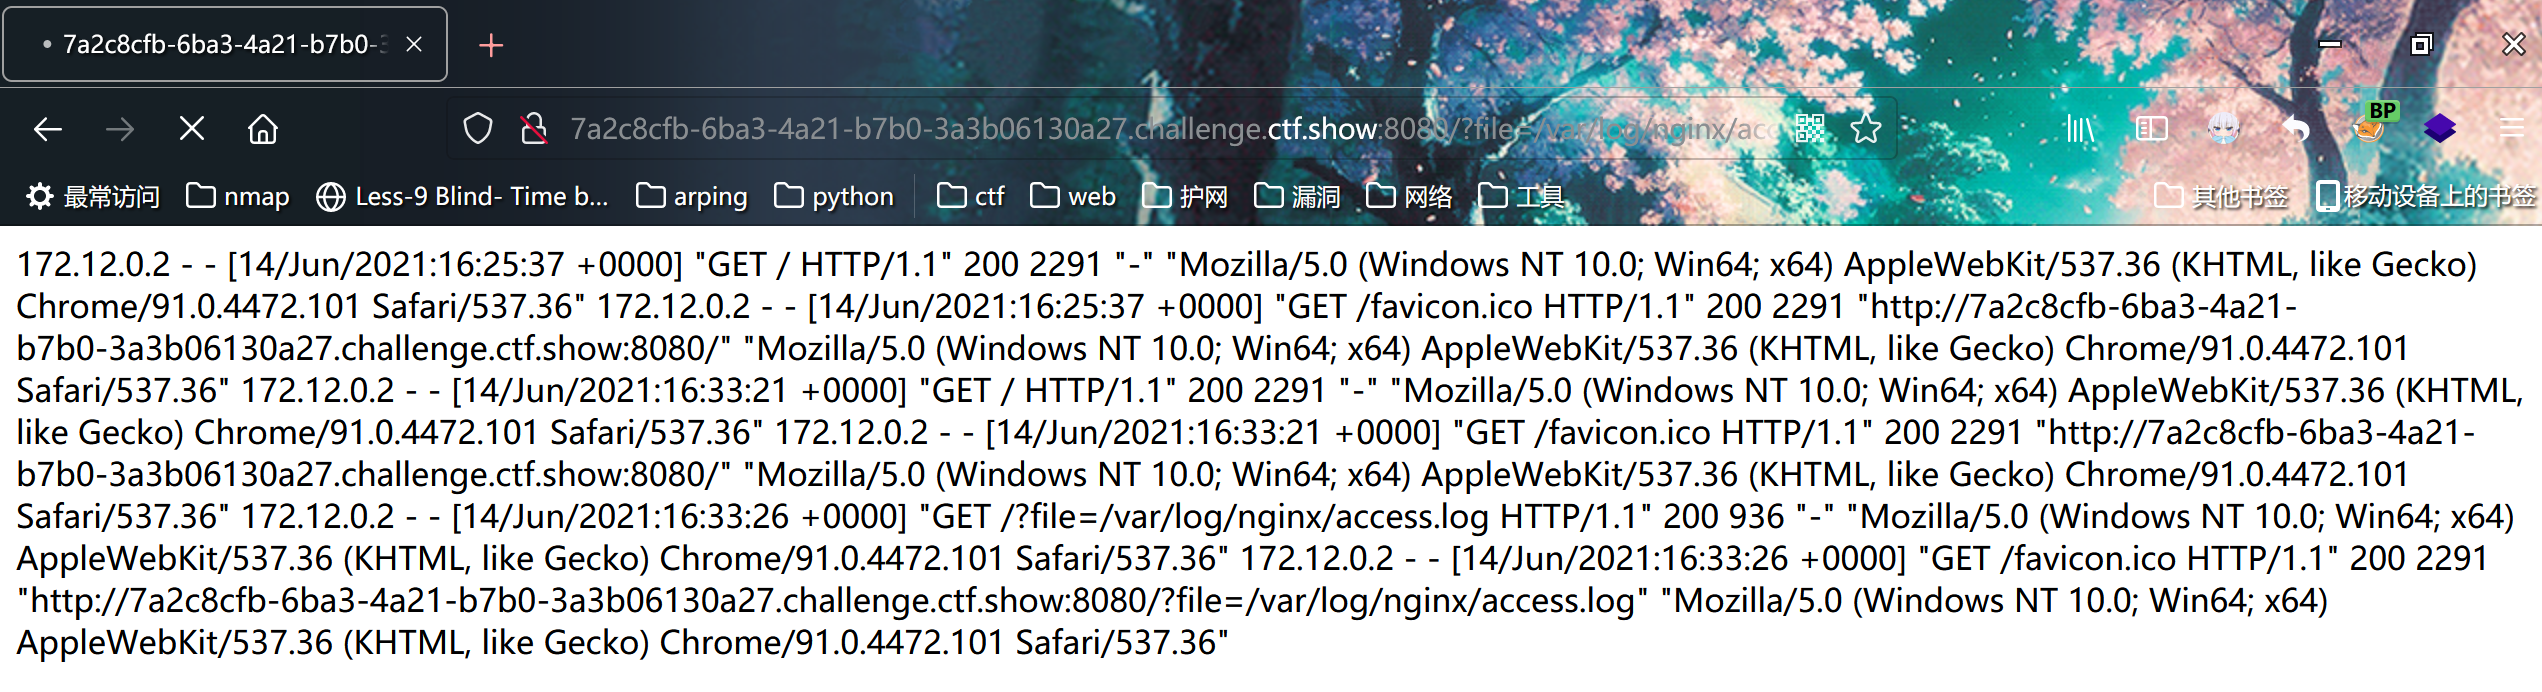 7a2c8cfb-6ba3-4a21-b7b0-3
7a2c8cfb-6ba3-4a21-b7b0-3a3b06130a27.challenge.ctf.show:8080/?file=/var/log/nginx/acc
BP
最常访问 nmap Less-9 Blind- Time b... arping python ctf web 护网 漏洞 网络 工具 其他书签 移动设备上的书签
172.12.0.2 - - [14/Jun/2021:16:25:37 +0000] "GET / HTTP/1.1" 200 2291 "-" "Mozilla/5.0 (Windows NT 10.0; Win64; x64) AppleWebKit/537.36 (KHTML, like Gecko)
Chrome/91.0.4472.101 Safari/537.36" 172.12.0.2 - - [14/Jun/2021:16:25:37 +0000] "GET /favicon.ico HTTP/1.1" 200 2291 "http://7a2c8cfb-6ba3-4a21-
b7b0-3a3b06130a27.challenge.ctf.show:8080/" "Mozilla/5.0 (Windows NT 10.0; Win64; x64) AppleWebKit/537.36 (KHTML, like Gecko) Chrome/91.0.4472.101
Safari/537.36" 172.12.0.2 - - [14/Jun/2021:16:33:21 +0000] "GET / HTTP/1.1" 200 2291 "-" "Mozilla/5.0 (Windows NT 10.0; Win64; x64) AppleWebKit/537.36 (KHTML,
like Gecko) Chrome/91.0.4472.101 Safari/537.36" 172.12.0.2 - - [14/Jun/2021:16:33:21 +0000] "GET /favicon.ico HTTP/1.1" 200 2291 "http://7a2c8cfb-6ba3-4a21-
b7b0-3a3b06130a27.challenge.ctf.show:8080/" "Mozilla/5.0 (Windows NT 10.0; Win64; x64) AppleWebKit/537.36 (KHTML, like Gecko) Chrome/91.0.4472.101
Safari/537.36" 172.12.0.2 - - [14/Jun/2021:16:33:26 +0000] "GET /?file=/var/log/nginx/access.log HTTP/1.1" 200 936 "-" "Mozilla/5.0 (Windows NT 10.0; Win64; x64)
AppleWebKit/537.36 (KHTML, like Gecko) Chrome/91.0.4472.101 Safari/537.36" 172.12.0.2 - - [14/Jun/2021:16:33:26 +0000] "GET /favicon.ico HTTP/1.1" 200 2291
"http://7a2c8cfb-6ba3-4a21-b7b0-3a3b06130a27.challenge.ctf.show:8080/?file=/var/log/nginx/access.log" "Mozilla/5.0 (Windows NT 10.0; Win64; x64)
AppleWebKit/537.36 (KHTML, like Gecko) Chrome/91.0.4472.101 Safari/537.36"